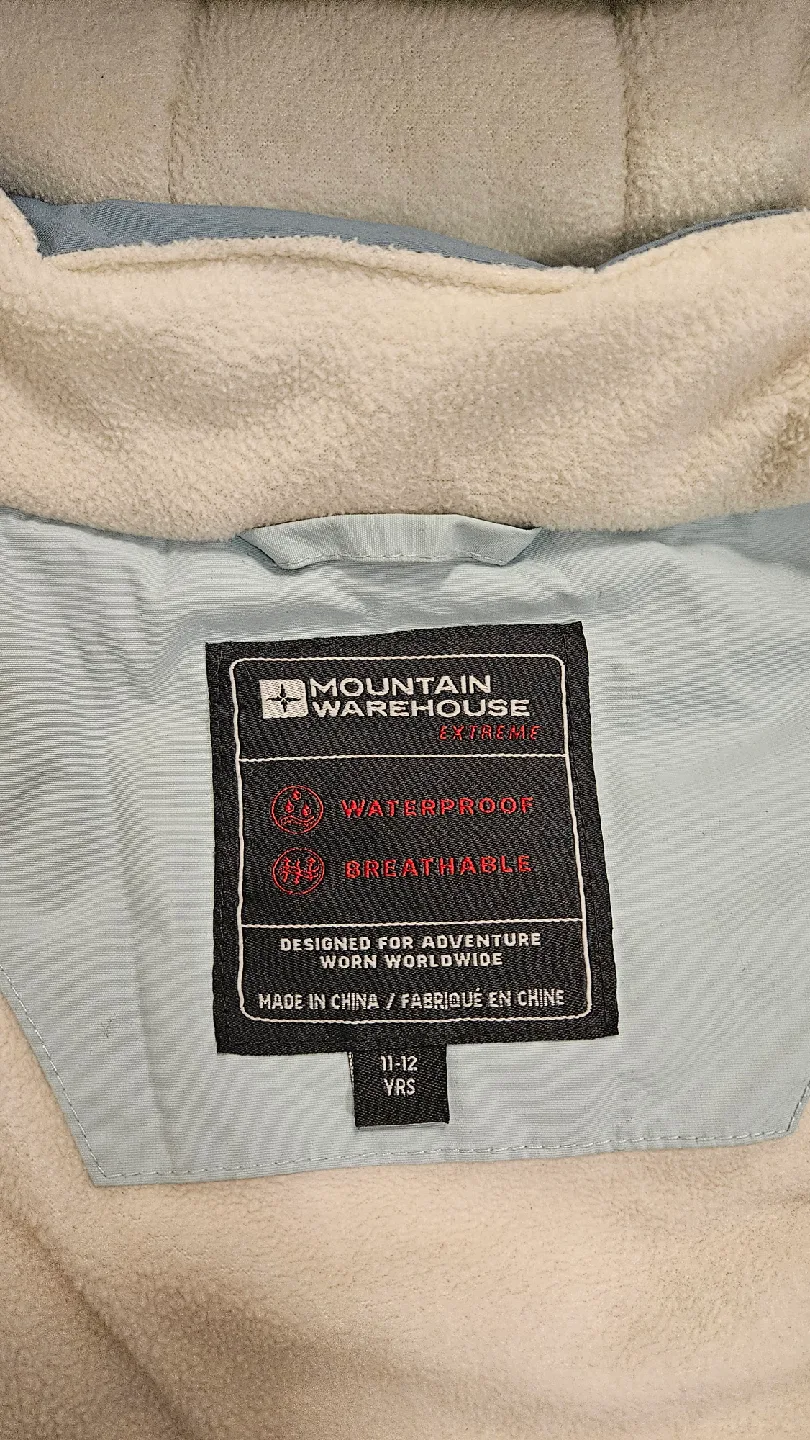 MOUNTAIN
WAREHOUSE
EXTREME
WATERPROOF
BREATHABLE
DESIGNED FOR ADVENTURE
WORN WORLDWIDE
MADE IN CHINA / FABRIQUÉ EN CHINE
11-12
YRS